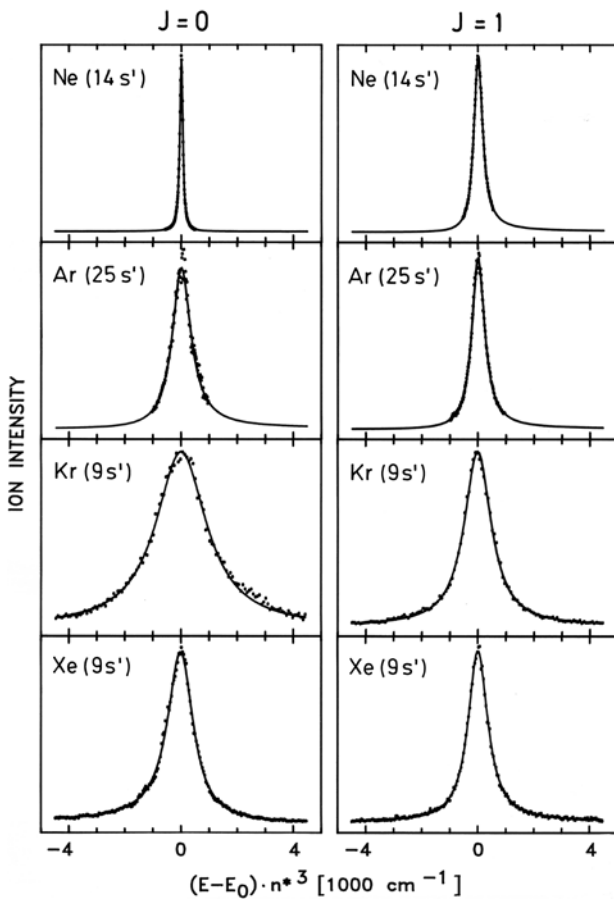 J = 0
J = 1
Ne (14 s')
Ne (14 s')
Ar (25 s')
Ar (25 s')
Kr (9 s')
Kr (9 s')
Xe (9 s')
Xe (9 s')
ION INTENSITY
-4
0
4
-4
0
4
(E-E₀)·n*³ [1000 cm⁻¹]